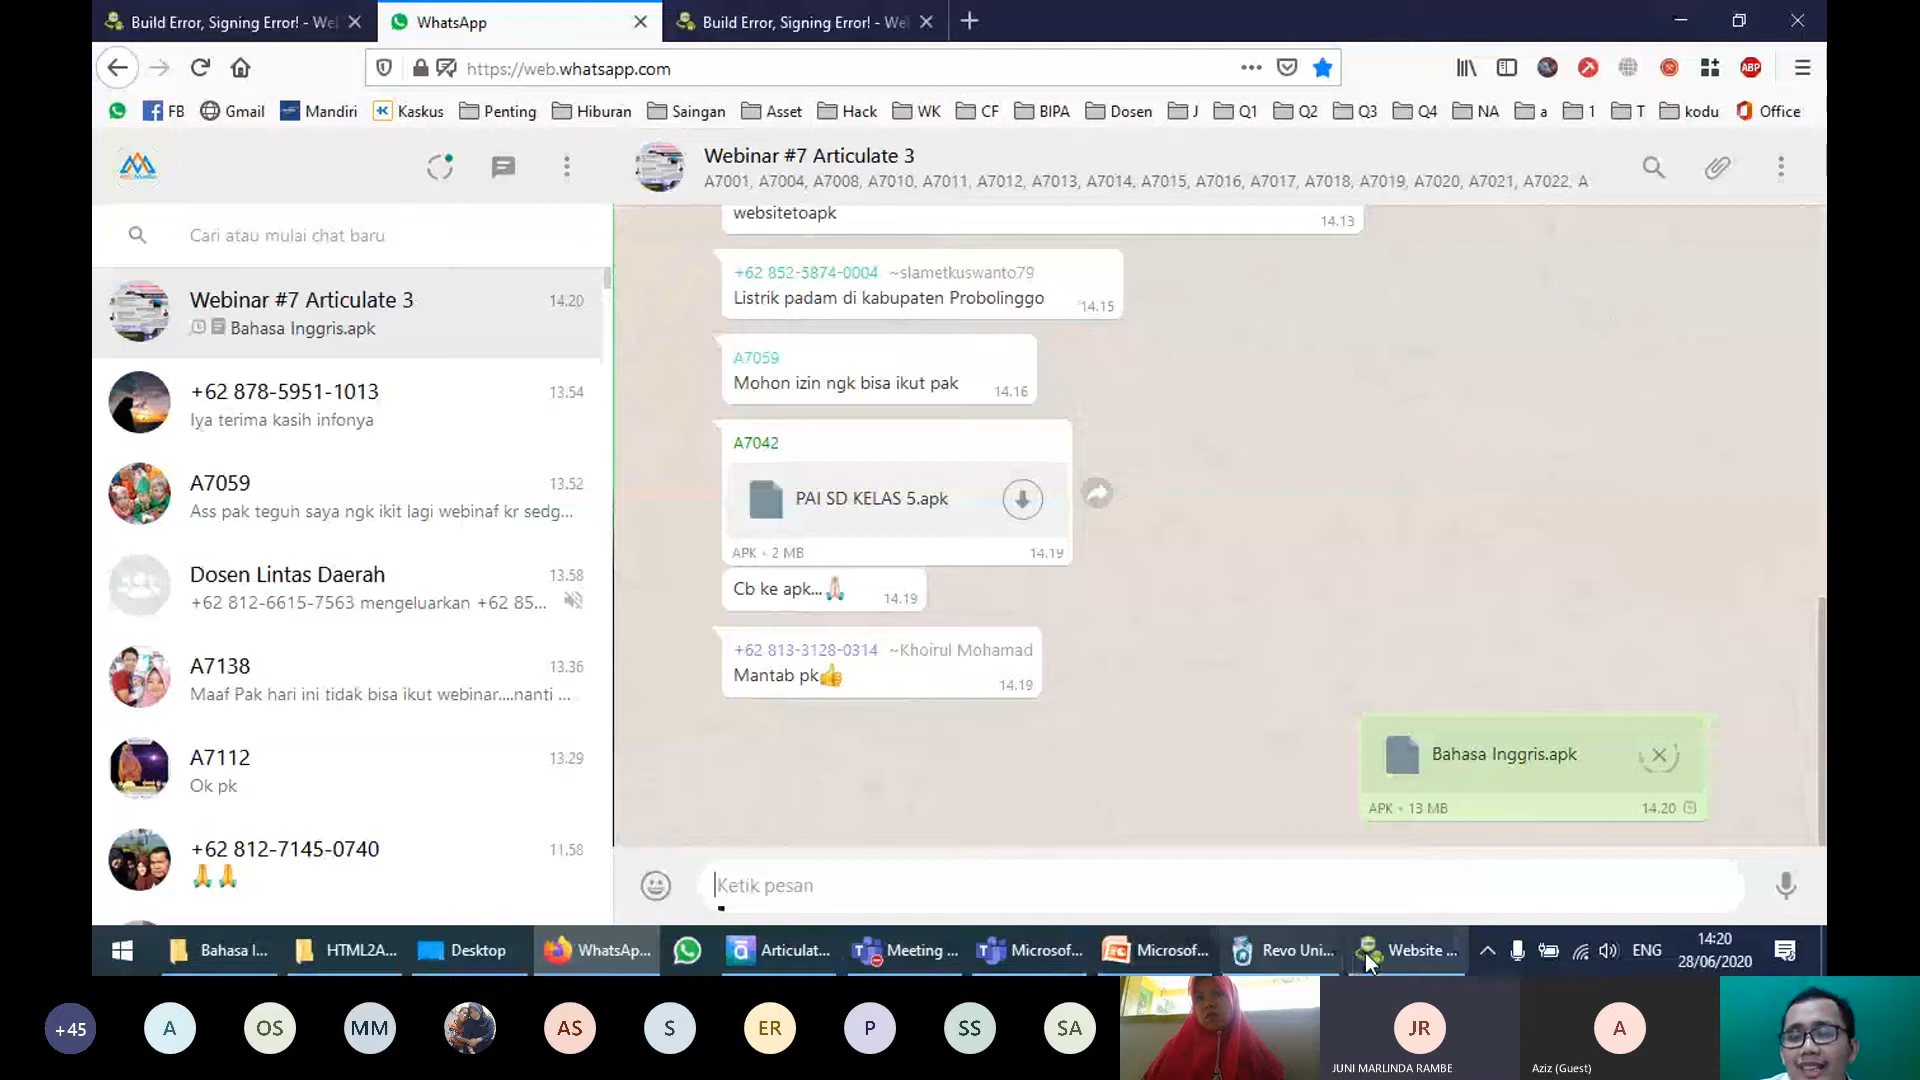 Build Error, Signing Error! - We
WhatsApp
Build Error, Signing Error! - We
https://web.whatsapp.com
ABP
FB
Gmail
Mandiri
Kaskus
Penting
Hiburan
Saingan
Asset
Hack
WK
CF
BIPA
Dosen
J
Q1
Q2
Q3
Q4
NA
a
1
T
kodu
Office
Cari atau mulai chat baru
Webinar #7 Articulate 3
14.20
Bahasa Inggris.apk
+62 878-5951-1013
13.54
Iya terima kasih infonya
A7059
13.52
Ass pak teguh saya ngk ikit lagi webinaf kr sedg...
Dosen Lintas Daerah
13.58
+62 812-6615-7563 mengeluarkan +62 85...
A7138
13.36
Maaf Pak hari ini tidak bisa ikut webinar....nanti ...
A7112
13.29
Ok pk
+62 812-7145-0740
11.58
🙏🙏
Webinar #7 Articulate 3
A7001, A7004, A7008, A7010, A7011, A7012, A7013, A7014, A7015, A7016, A7017, A7018, A7019, A7020, A7021, A7022, A
websitetoapk
14.13
+62 852-5874-0004 ~slametkuswanto79
Listrik padam di kabupaten Probolinggo
14.15
A7059
Mohon izin ngk bisa ikut pak
14.16
A7042
PAI SD KELAS 5.apk
APK • 2 MB
14.19
Cb ke apk...🙏🏻
14.19
+62 813-3128-0314 ~Khoirul Mohamad
Mantab pk👍
14.19
Bahasa Inggris.apk
APK • 13 MB
14.20
Ketik pesan
Bahasa I...
HTML2A...
Desktop
WhatsAp...
Articulat...
Meeting ...
Microsof...
Microsof...
Revo Uni...
Website ...
ENG
14:20
28/06/2020
+45
A
OS
MM
AS
S
ER
P
SS
SA
JR
JUNI MARLINDA RAMBE
A
Aziz (Guest)